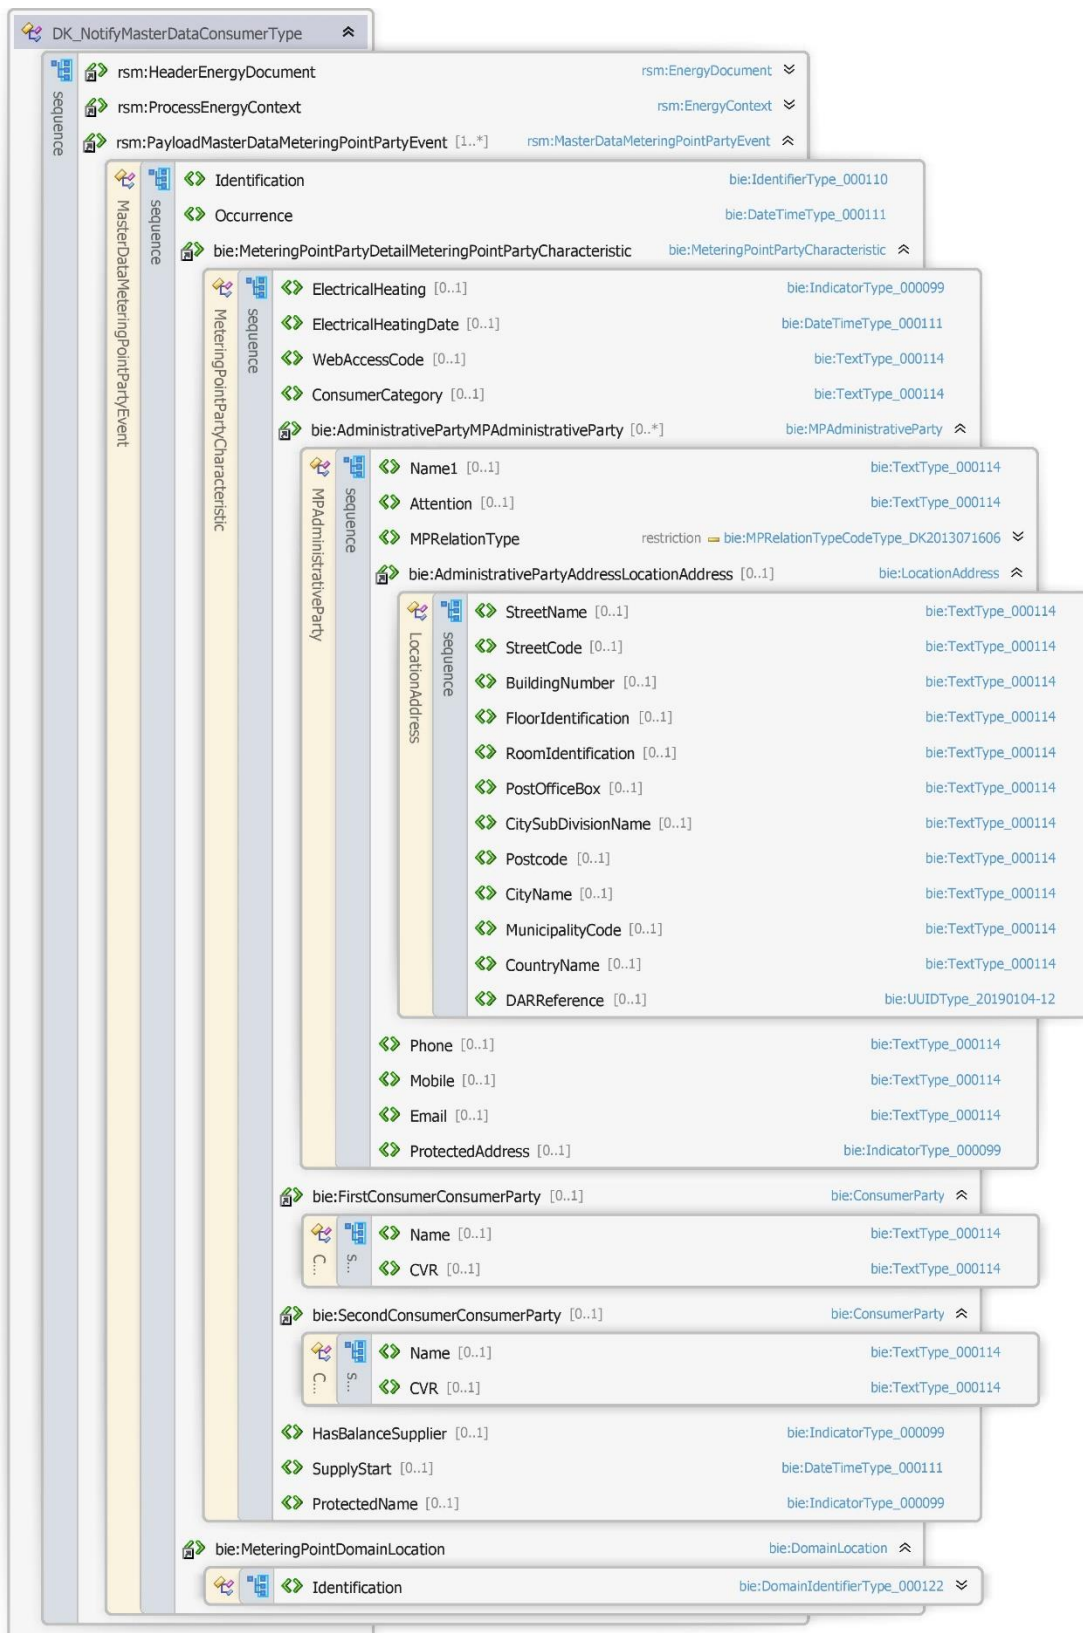 DK_NotifyMasterDataConsumerType
sequence
rsm:HeaderEnergyDocument rsm:EnergyDocument
rsm:ProcessEnergyContext rsm:EnergyContext
rsm:PayloadMasterDataMeteringPointPartyEvent [1..*] rsm:MasterDataMeteringPointPartyEvent
MasterDataMeteringPointPartyEvent
sequence
Identification bie:IdentifierType_000110
Occurrence bie:DateTimeType_000111
bie:MeteringPointPartyDetailMeteringPointPartyCharacteristic bie:MeteringPointPartyCharacteristic
MeteringPointPartyCharacteristic
sequence
ElectricalHeating [0..1] bie:IndicatorType_000099
ElectricalHeatingDate [0..1] bie:DateTimeType_000111
WebAccessCode [0..1] bie:TextType_000114
ConsumerCategory [0..1] bie:TextType_000114
bie:AdministrativePartyMPAdministrativeParty [0..*] bie:MPAdministrativeParty
MPAdministrativeParty
sequence
Name1 [0..1] bie:TextType_000114
Attention [0..1] bie:TextType_000114
MPRelationType restriction bie:MPRelationTypeCodeType_DK2013071606
bie:AdministrativePartyAddressLocationAddress [0..1] bie:LocationAddress
LocationAddress
sequence
StreetName [0..1] bie:TextType_000114
StreetCode [0..1] bie:TextType_000114
BuildingNumber [0..1] bie:TextType_000114
FloorIdentification [0..1] bie:TextType_000114
RoomIdentification [0..1] bie:TextType_000114
PostOfficeBox [0..1] bie:TextType_000114
CitySubDivisionName [0..1] bie:TextType_000114
Postcode [0..1] bie:TextType_000114
CityName [0..1] bie:TextType_000114
MunicipalityCode [0..1] bie:TextType_000114
CountryName [0..1] bie:TextType_000114
DARReference [0..1] bie:UUIDType_20190104-12
Phone [0..1] bie:TextType_000114
Mobile [0..1] bie:TextType_000114
Email [0..1] bie:TextType_000114
ProtectedAddress [0..1] bie:IndicatorType_000099
bie:FirstConsumerConsumerParty [0..1] bie:ConsumerParty
C...
s...
Name [0..1] bie:TextType_000114
CVR [0..1] bie:TextType_000114
bie:SecondConsumerConsumerParty [0..1] bie:ConsumerParty
C...
s...
Name [0..1] bie:TextType_000114
CVR [0..1] bie:TextType_000114
HasBalanceSupplier [0..1] bie:IndicatorType_000099
SupplyStart [0..1] bie:DateTimeType_000111
ProtectedName [0..1] bie:IndicatorType_000099
bie:MeteringPointDomainLocation bie:DomainLocation
Identification bie:DomainIdentifierType_000122